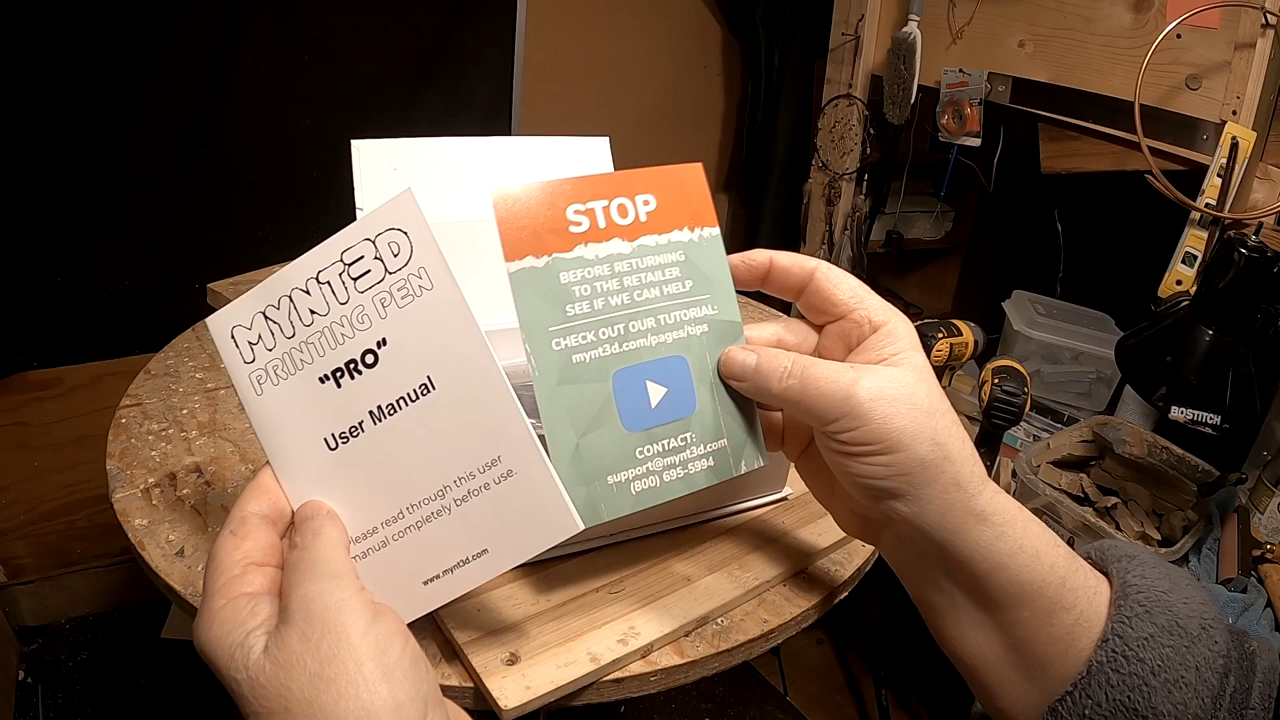 MYNT3D
PRINTING PEN
"PRO"
User Manual
Please read through this user
manual completely before use.
www.mynt3d.com
STOP
BEFORE RETURNING
TO THE RETAILER
SEE IF WE CAN HELP
CHECK OUT OUR TUTORIAL:
mynt3d.com/pages/tips
CONTACT:
support@mynt3d.com
(800) 695-5994
BOSTITCH